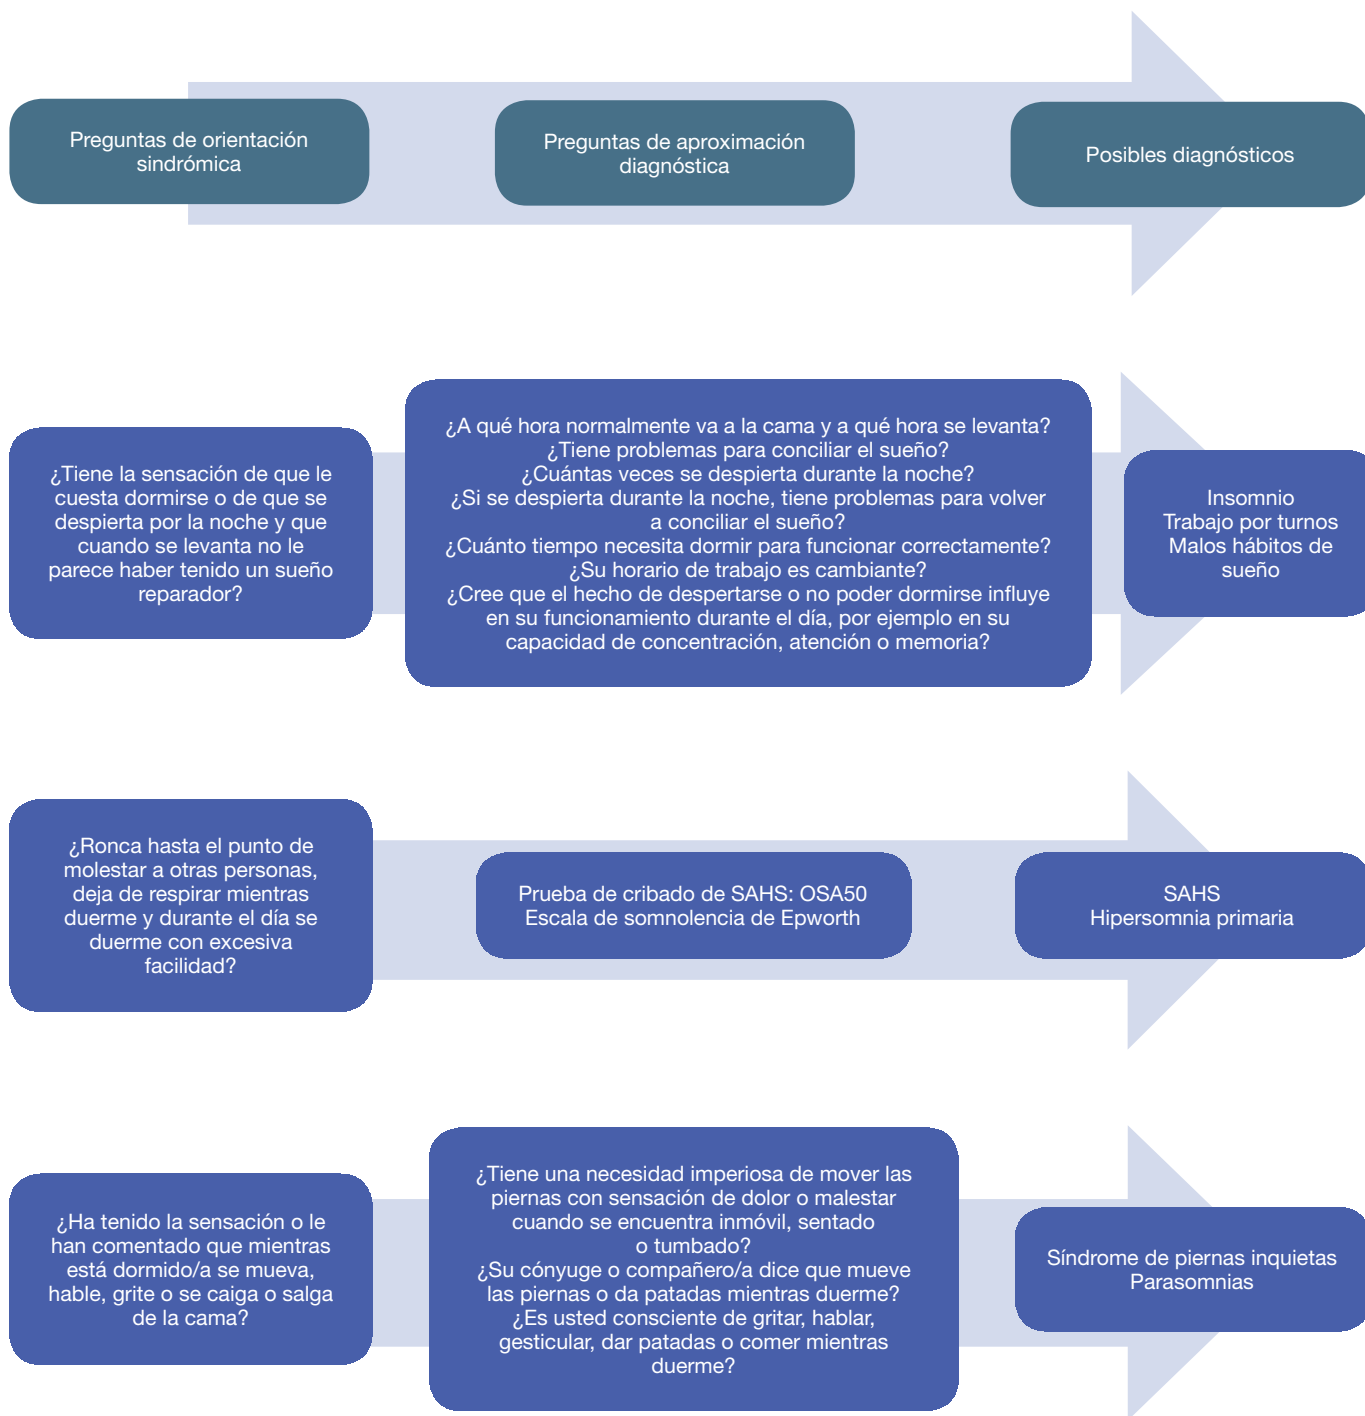 Preguntas de orientación
sindrómica
Preguntas de aproximación
diagnóstica
Posibles diagnósticos
¿Tiene la sensación de que le
cuesta dormirse o de que se
despierta por la noche y que
cuando se levanta no le
parece haber tenido un sueño
reparador?
¿A qué hora normalmente va a la cama y a qué hora se levanta?
¿Tiene problemas para conciliar el sueño?
¿Cuántas veces se despierta durante la noche?
¿Si se despierta durante la noche, tiene problemas para volver
a conciliar el sueño?
¿Cuánto tiempo necesita dormir para funcionar correctamente?
¿Su horario de trabajo es cambiante?
¿Cree que el hecho de despertarse o no poder dormirse influye
en su funcionamiento durante el día, por ejemplo en su
capacidad de concentración, atención o memoria?
Insomnio
Trabajo por turnos
Malos hábitos de
sueño
¿Ronca hasta el punto de
molestar a otras personas,
deja de respirar mientras
duerme y durante el día se
duerme con excesiva
facilidad?
Prueba de cribado de SAHS: OSA50
Escala de somnolencia de Epworth
SAHS
Hipersomnia primaria
¿Ha tenido la sensación o le
han comentado que mientras
está dormido/a se mueva,
hable, grite o se caiga o salga
de la cama?
¿Tiene una necesidad imperiosa de mover las
piernas con sensación de dolor o malestar
cuando se encuentra inmóvil, sentado
o tumbado?
¿Su cónyuge o compañero/a dice que mueve
las piernas o da patadas mientras duerme?
¿Es usted consciente de gritar, hablar,
gesticular, dar patadas o comer mientras
duerme?
Síndrome de piernas inquietas
Parasomnias